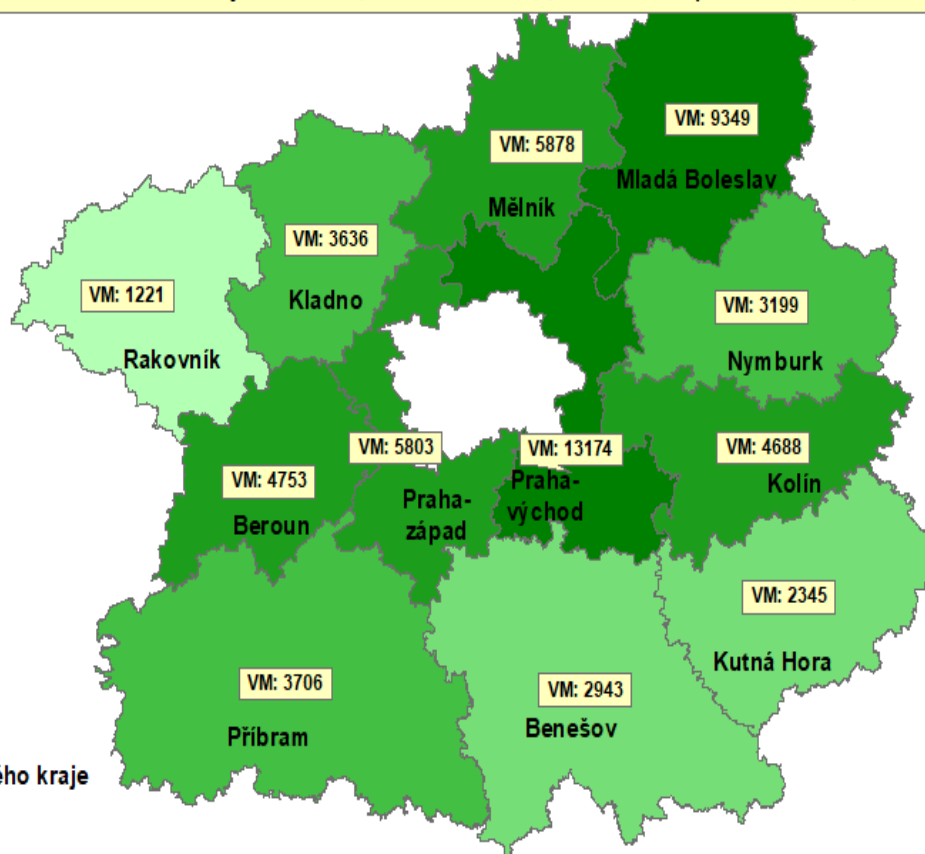 VM: 9349
Mladá Boleslav
VM: 5878
Mělník
VM: 3636
Kladno
VM: 1221
Rakovník
VM: 3199
Nymburk
VM: 5803
Praha-
západ
VM: 13174
Praha-
východ
VM: 4688
Kolín
VM: 4753
Beroun
VM: 2345
Kutná Hora
VM: 3706
Příbram
VM: 2943
Benešov
ého kraje